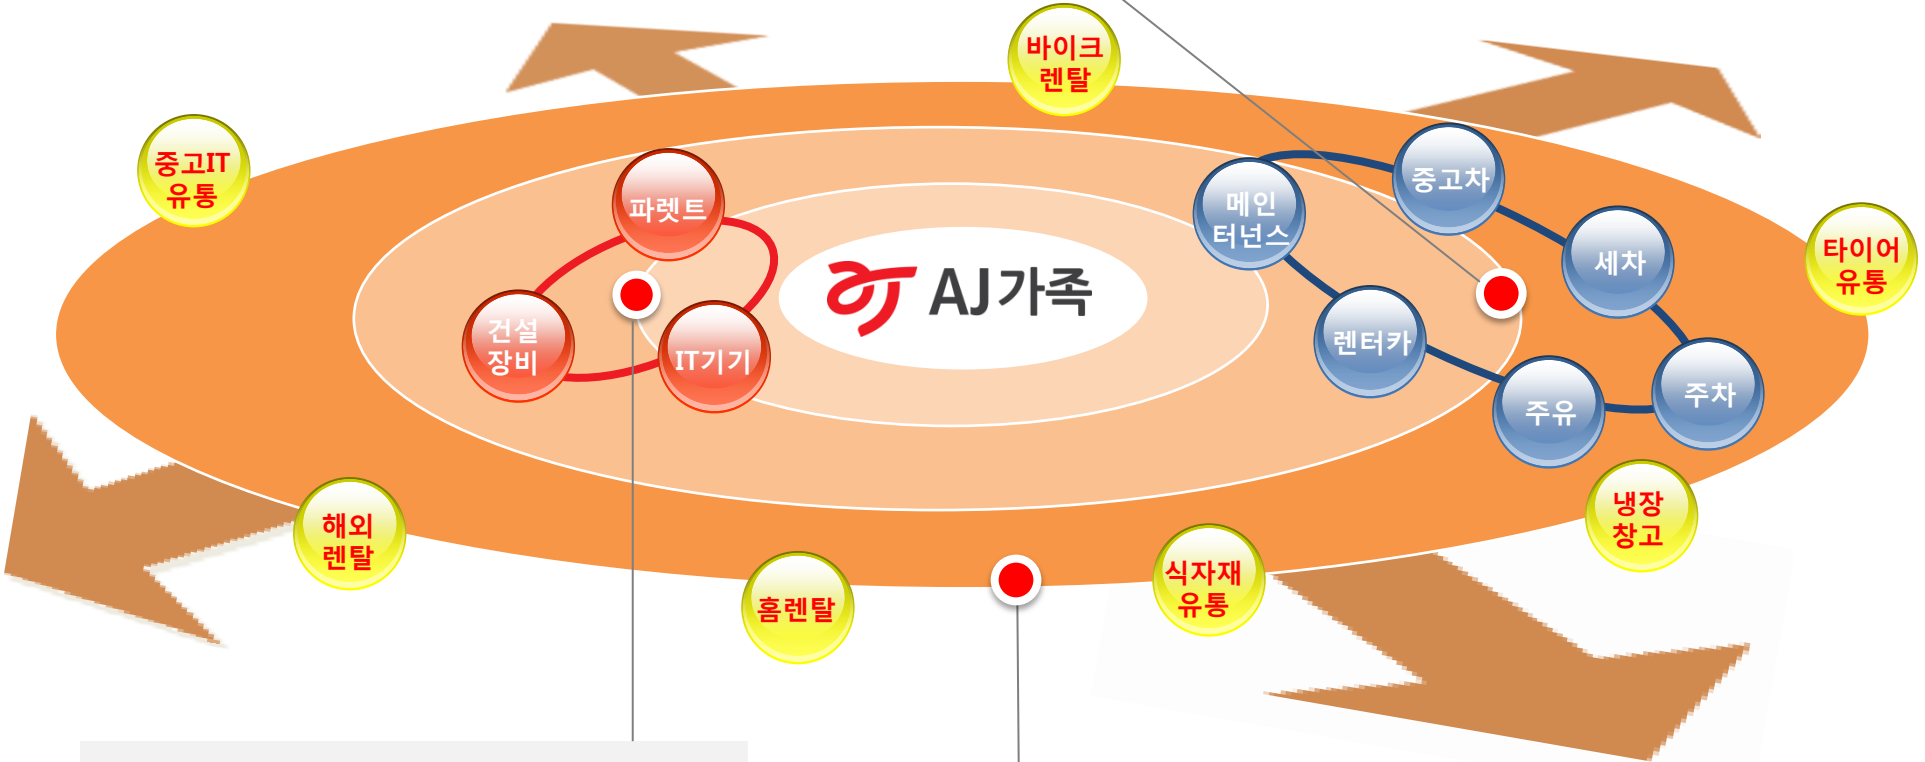 바이크
렌탈
중고IT
유통
파렛트
메인
터넌스
중고차
세차
타이어
유통
AJ가족
건설
장비
IT기기
렌터카
주유
주차
해외
렌탈
홈렌탈
식자재
유통
냉장
창고